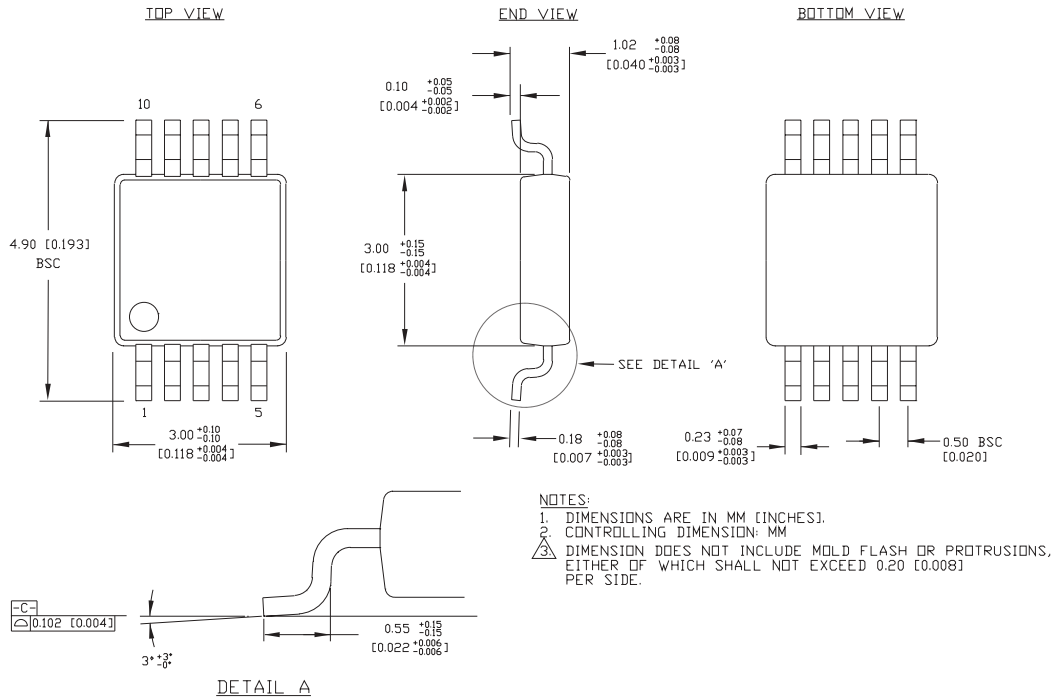 TOP VIEW
END VIEW
BOTTOM VIEW
1.02 +0.08 -0.08
[0.040 +0.003 -0.003]
0.10 +0.05 -0.05
[0.004 +0.002 -0.002]
10 6
4.90 [0.193]
BSC
3.00 +0.15 -0.15
[0.118 +0.004 -0.004]
SEE DETAIL 'A'
1 5
3.00 +0.10 -0.10
[0.118 +0.004 -0.004]
0.18 +0.08 -0.08
[0.007 +0.003 -0.003]
0.23 +0.07 -0.08
[0.009 +0.003 -0.003]
0.50 BSC
[0.020]
NOTES:
1. DIMENSIONS ARE IN MM [INCHES].
2. CONTROLLING DIMENSION: MM
3. DIMENSION DOES NOT INCLUDE MOLD FLASH OR PROTRUSIONS,
EITHER OF WHICH SHALL NOT EXCEED 0.20 [0.008]
PER SIDE.
-C-
0.102 [0.004]
3° +3° -0°
0.55 +0.15 -0.15
[0.022 +0.006 -0.006]
DETAIL A